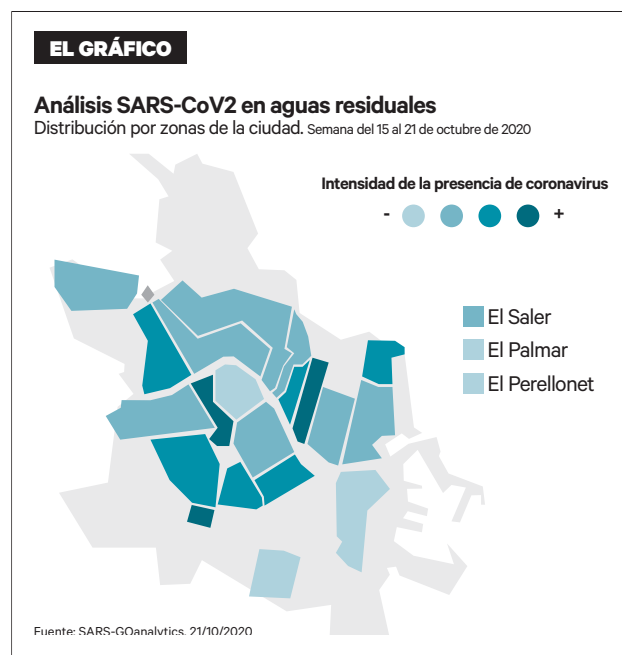 EL GRÁFICO
Análisis SARS-CoV2 en aguas residuales
Distribución por zonas de la ciudad. Semana del 15 al 21 de octubre de 2020
Intensidad de la presencia de coronavirus
- +
El Saler
El Palmar
El Perellonet
Fuente: SARS-GOanalytics. 21/10/2020